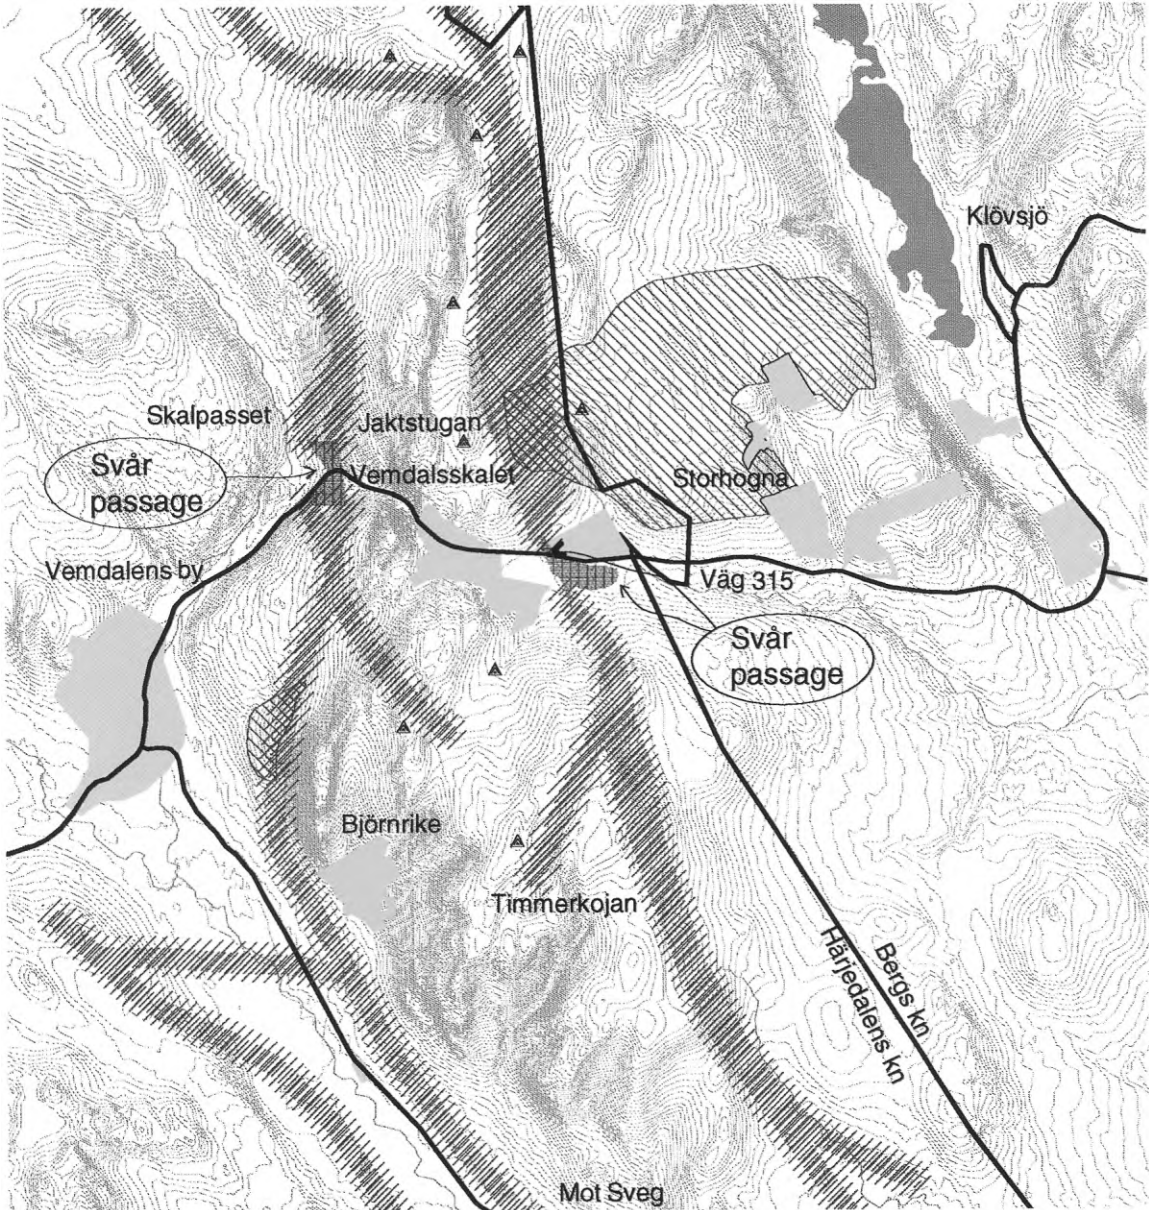 Klövsjö
Skalpasset
Jaktstugan
Svår
passage
Vemdalsskalet
Storhogna
Vemdalens by
Väg 315
Svår
passage
Björnrike
Timmerkojan
Bergs kn
Härjedalens kn
Mot Sveg